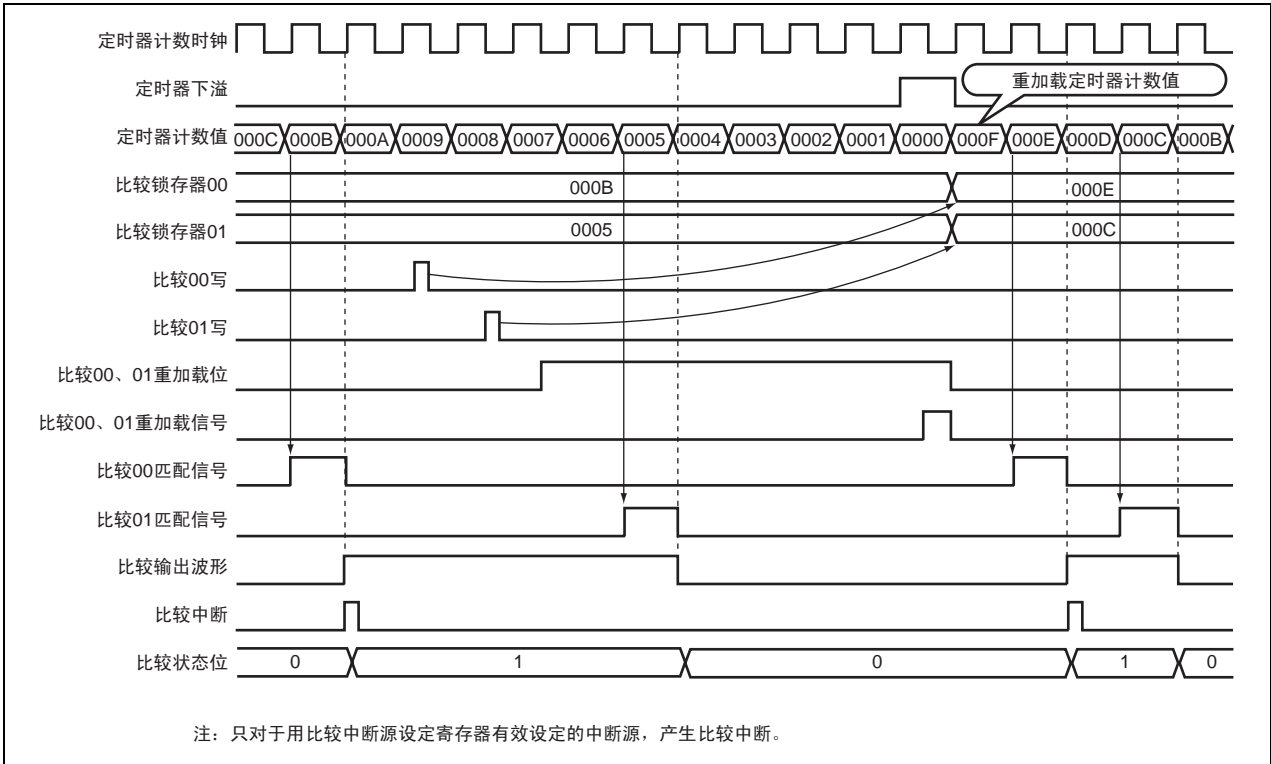 定时器计数时钟
定时器下溢
重加载定时器计数值
定时器计数值 000C 000B 000A 0009 0008 0007 0006 0005 0004 0003 0002 0001 0000 000F 000E 000D 000C 000B
比较锁存器00 000B 000E
比较锁存器01 0005 000C
比较00写
比较01写
比较00、01重加载位
比较00、01重加载信号
比较00匹配信号
比较01匹配信号
比较输出波形
比较中断
比较状态位 0 1 0 1 0
注：只对于用比较中断源设定寄存器有效设定的中断源，产生比较中断。